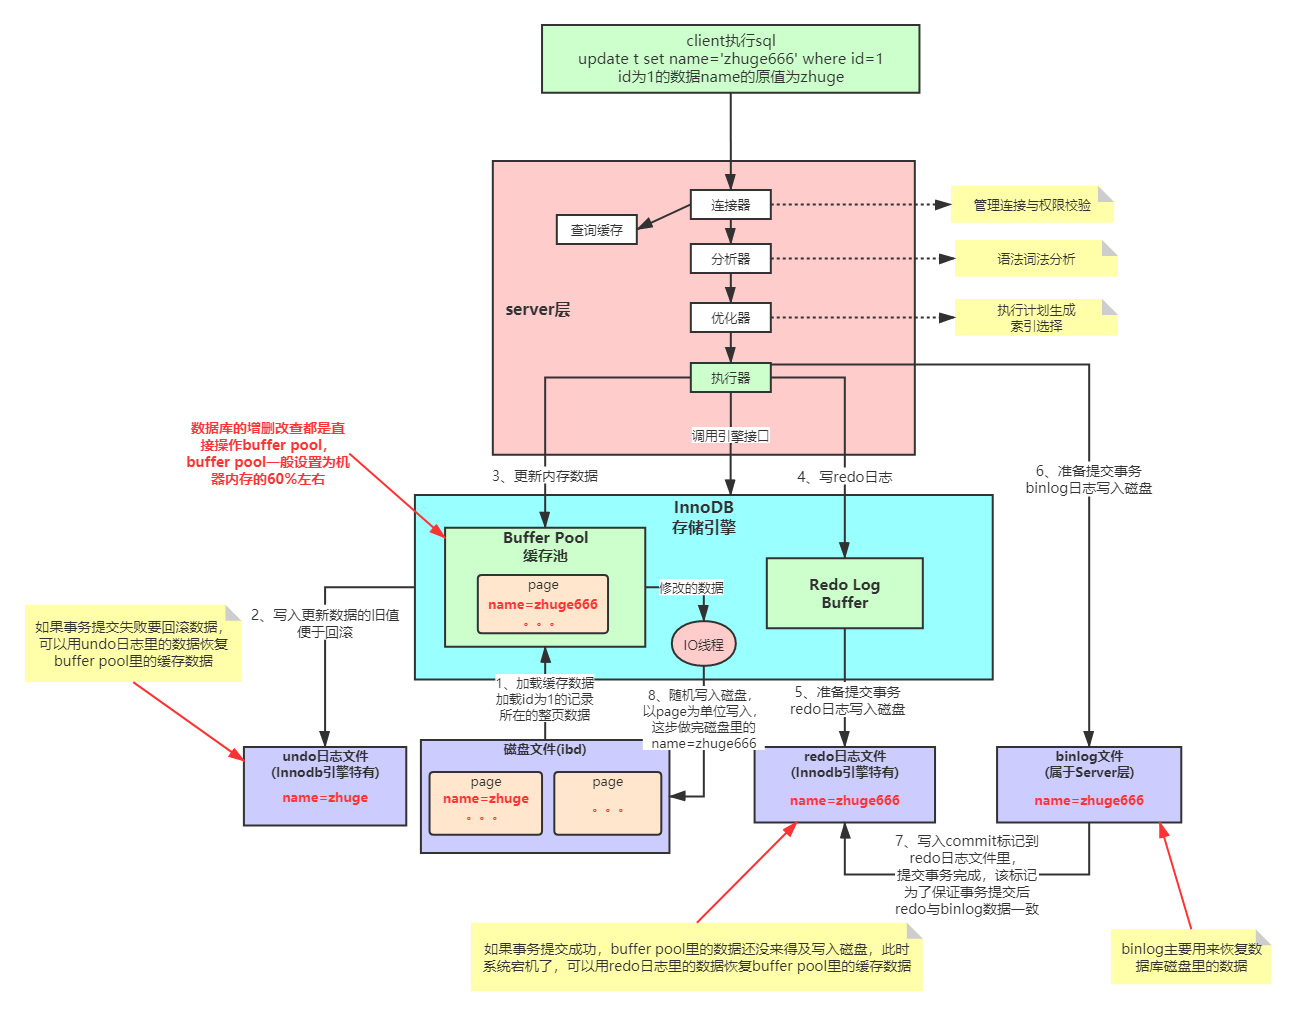 client执行sql
update t set name='zhuge666' where id=1
id为1的数据name的原值为zhuge
连接器
管理连接与权限校验
查询缓存
分析器
语法词法分析
server层
优化器
执行计划生成
索引选择
执行器
调用引擎接口
数据库的增删改查都是直
接操作buffer pool，
buffer pool一般设置为机
器内存的60%左右
3、更新内存数据
4、写redo日志
6、准备提交事务
binlog日志写入磁盘
InnoDB
存储引擎
Buffer Pool
缓存池
page
name=zhuge666
。。。
修改的数据
IO线程
Redo Log
Buffer
2、写入更新数据的旧值
便于回滚
如果事务提交失败要回滚数据，
可以用undo日志里的数据恢复
buffer pool里的缓存数据
1、加载缓存数据
加载id为1的记录
所在的整页数据
8、随机写入磁盘，
以page为单位写入，
这步做完磁盘里的
name=zhuge666
5、准备提交事务
redo日志写入磁盘
undo日志文件
(Innodb引擎特有)
name=zhuge
磁盘文件(ibd)
page
name=zhuge
。。。
page
。。。
redo日志文件
(Innodb引擎特有)
name=zhuge666
binlog文件
(属于Server层)
name=zhuge666
7、写入commit标记到
redo日志文件里，
提交事务完成，该标记
为了保证事务提交后
redo与binlog数据一致
如果事务提交成功，buffer pool里的数据还没来得及写入磁盘，此时
系统宕机了，可以用redo日志里的数据恢复buffer pool里的缓存数据
binlog主要用来恢复数
据库磁盘里的数据